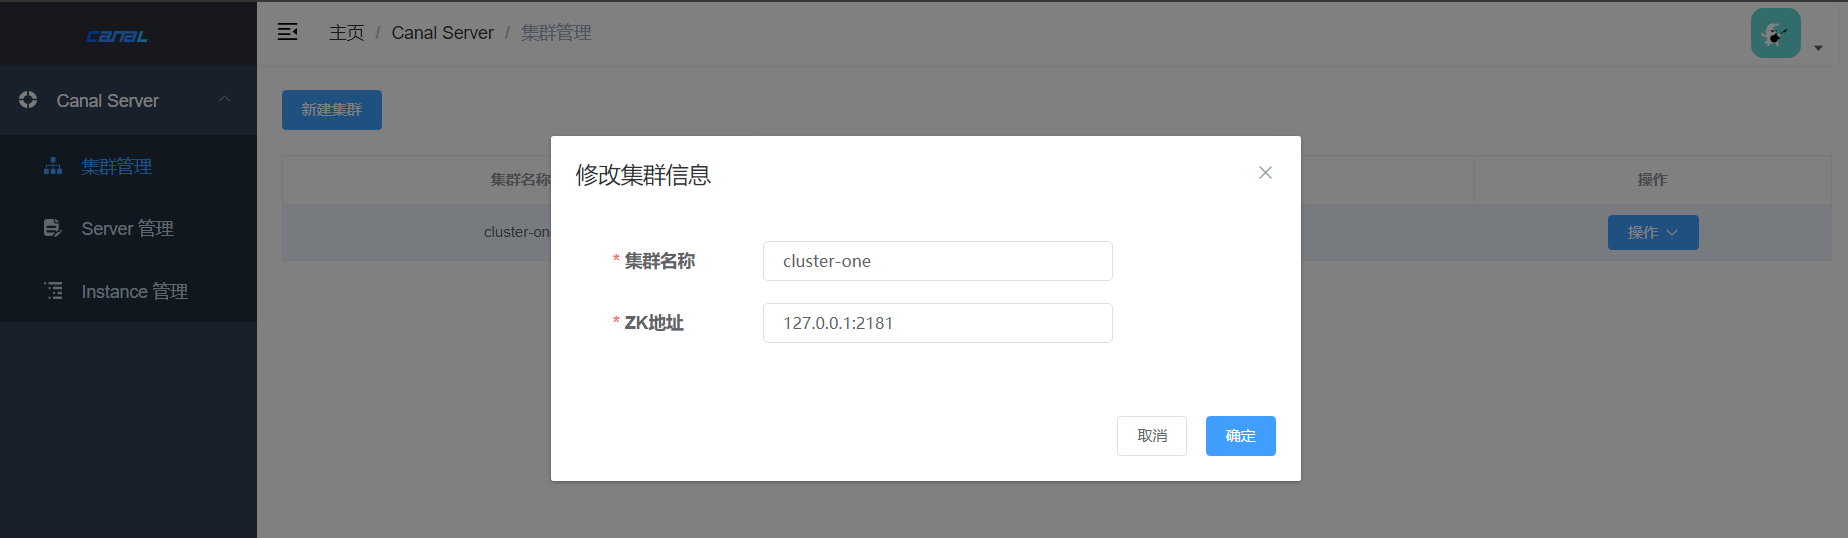 canal
主页 / Canal Server / 集群管理
Canal Server
集群管理
Server 管理
Instance 管理
新建集群
集群名称
操作
cluster-on
操作
修改集群信息
* 集群名称
cluster-one
* ZK地址
127.0.0.1:2181
取消
确定